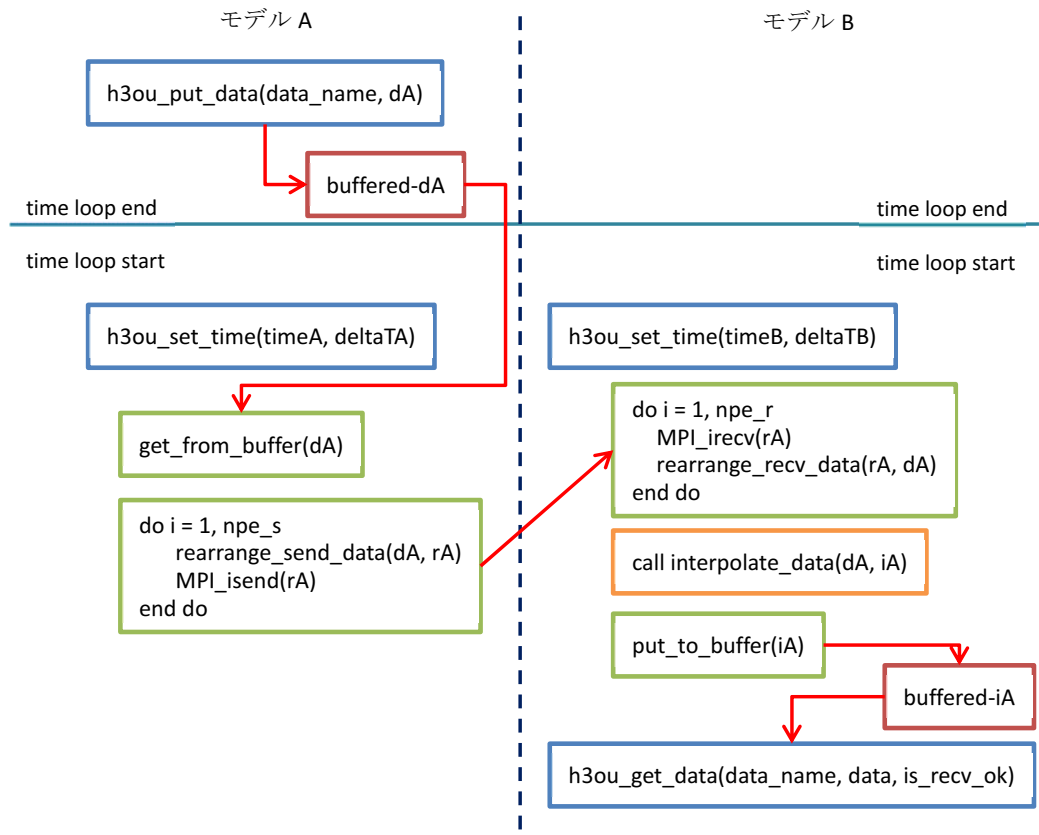 モデル A
モデル B
h3ou_put_data(data_name, dA)
buffered-dA
time loop end
time loop end
time loop start
time loop start
h3ou_set_time(timeA, deltaTA)
h3ou_set_time(timeB, deltaTB)
get_from_buffer(dA)
do i = 1, npe_s
rearrange_send_data(dA, rA)
MPI_isend(rA)
end do
do i = 1, npe_r
MPI_irecv(rA)
rearrange_recv_data(rA, dA)
end do
call interpolate_data(dA, iA)
put_to_buffer(iA)
buffered-iA
h3ou_get_data(data_name, data, is_recv_ok)